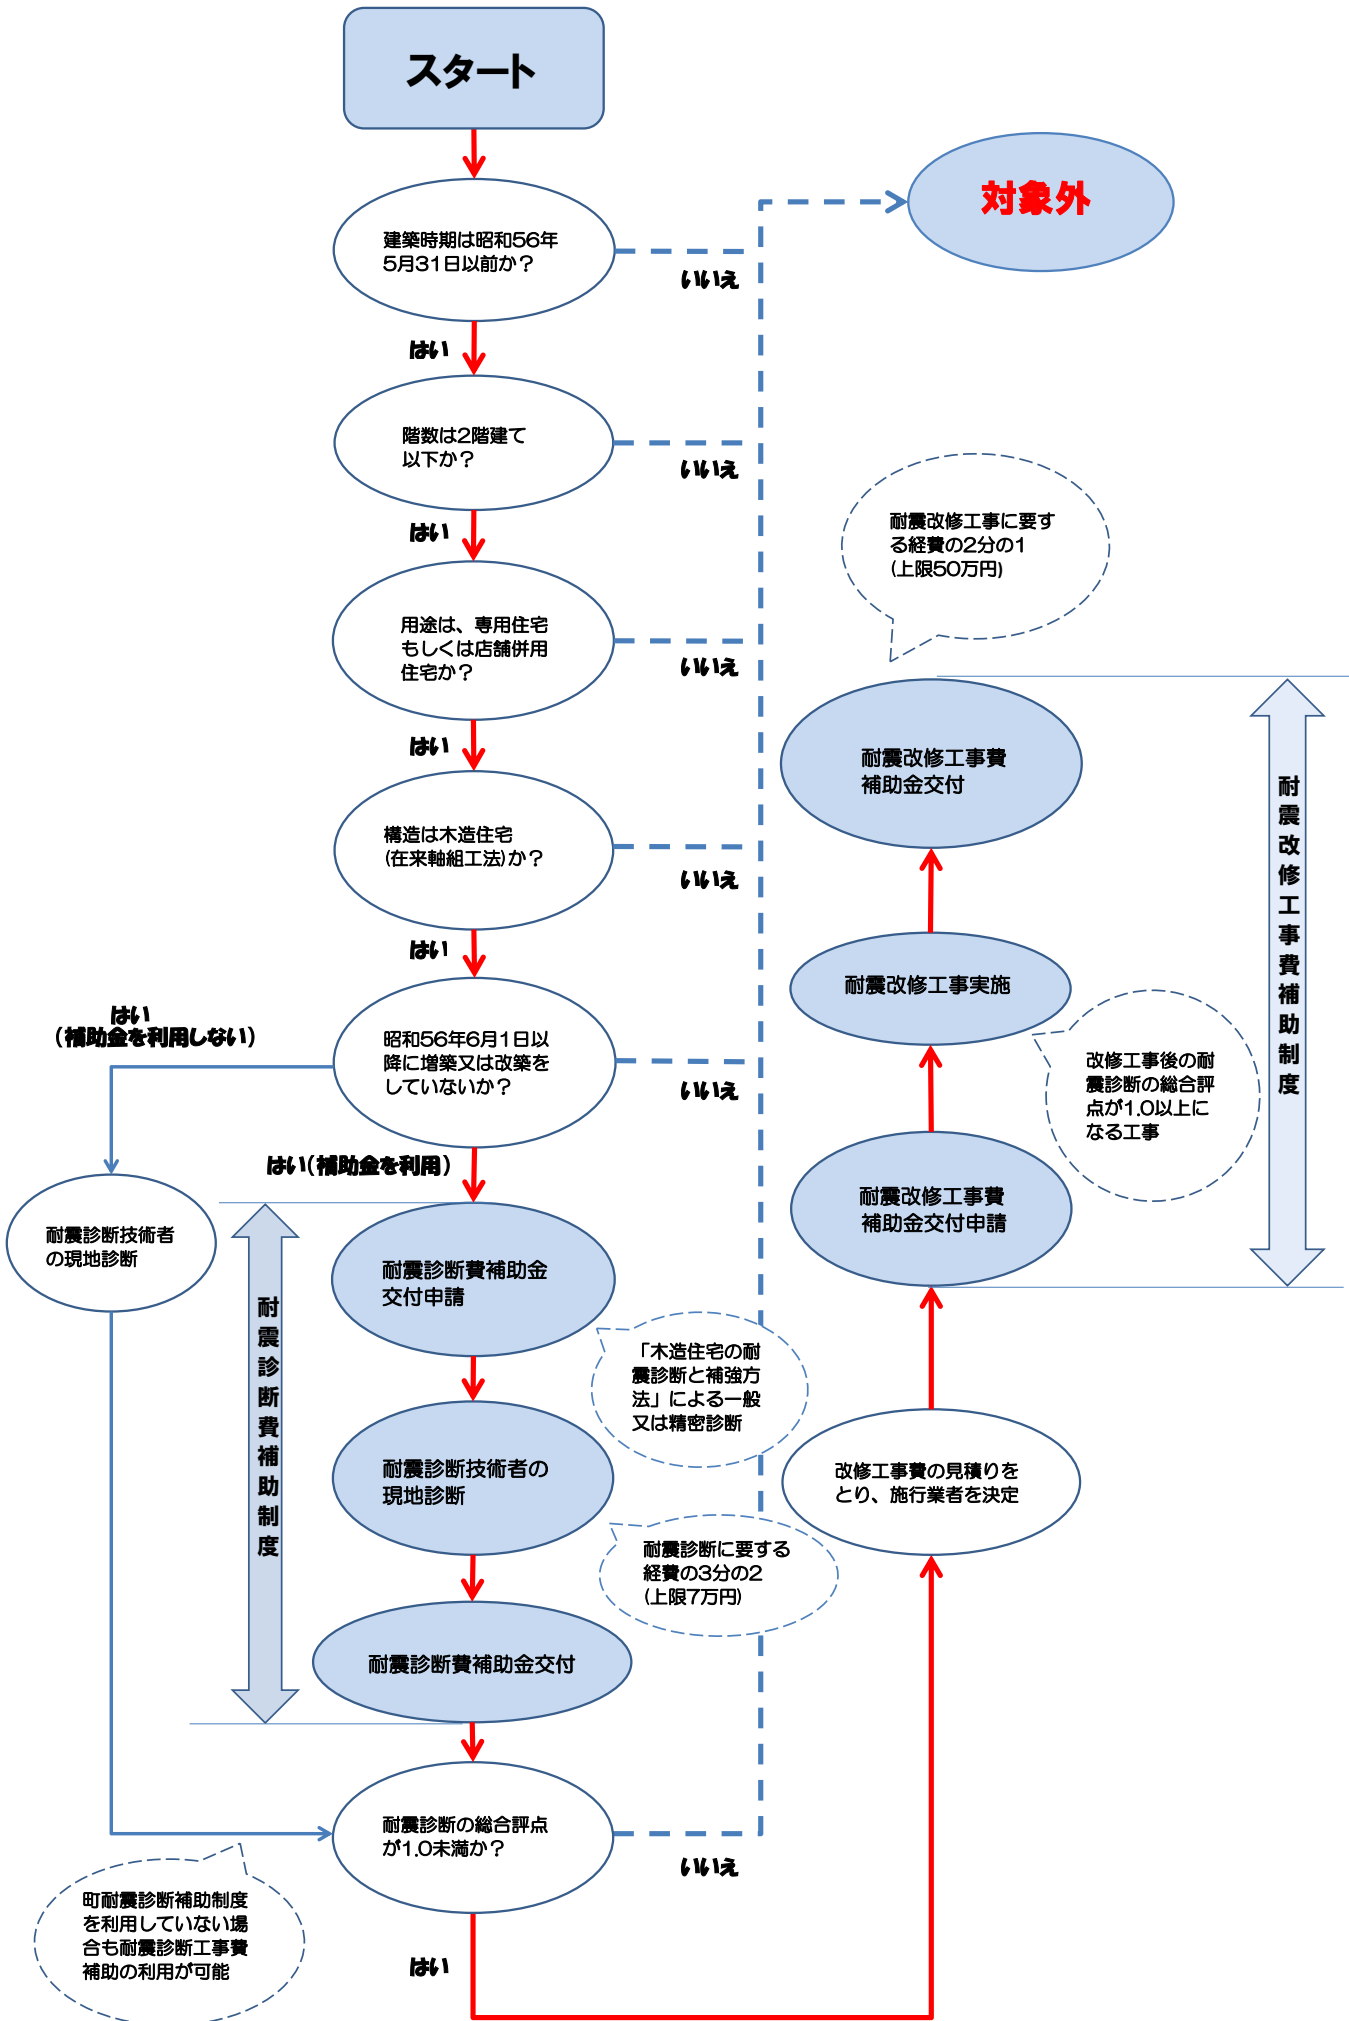 スタート
対象外
建築時期は昭和56年
5月31日以前か？
いいえ
はい
階数は2階建て
以下か？
いいえ
はい
用途は、専用住宅
もしくは店舗併用
住宅か？
いいえ
はい
構造は木造住宅
(在来軸組工法)か？
いいえ
はい
昭和56年6月1日以
降に増築又は改築を
していないか？
いいえ
はい
（補助金を利用しない）
はい（補助金を利用）
耐震診断技術者
の現地診断
耐震診断費補助制度
耐震診断費補助金
交付申請
「木造住宅の耐
震診断と補強方
法」による一般
又は精密診断
耐震診断技術者の
現地診断
耐震診断に要する
経費の3分の2
(上限7万円)
耐震診断費補助金交付
耐震診断の総合評点
が1.0未満か？
いいえ
はい
町耐震診断補助制度
を利用していない場
合も耐震診断工事費
補助の利用が可能
改修工事費の見積りを
とり、施行業者を決定
耐震改修工事費
補助金交付申請
改修工事後の耐
震診断の総合評
点が1.0以上に
なる工事
耐震改修工事実施
耐震改修工事費
補助金交付
耐震改修工事に要す
る経費の2分の1
(上限50万円)
耐震改修工事費補助制度